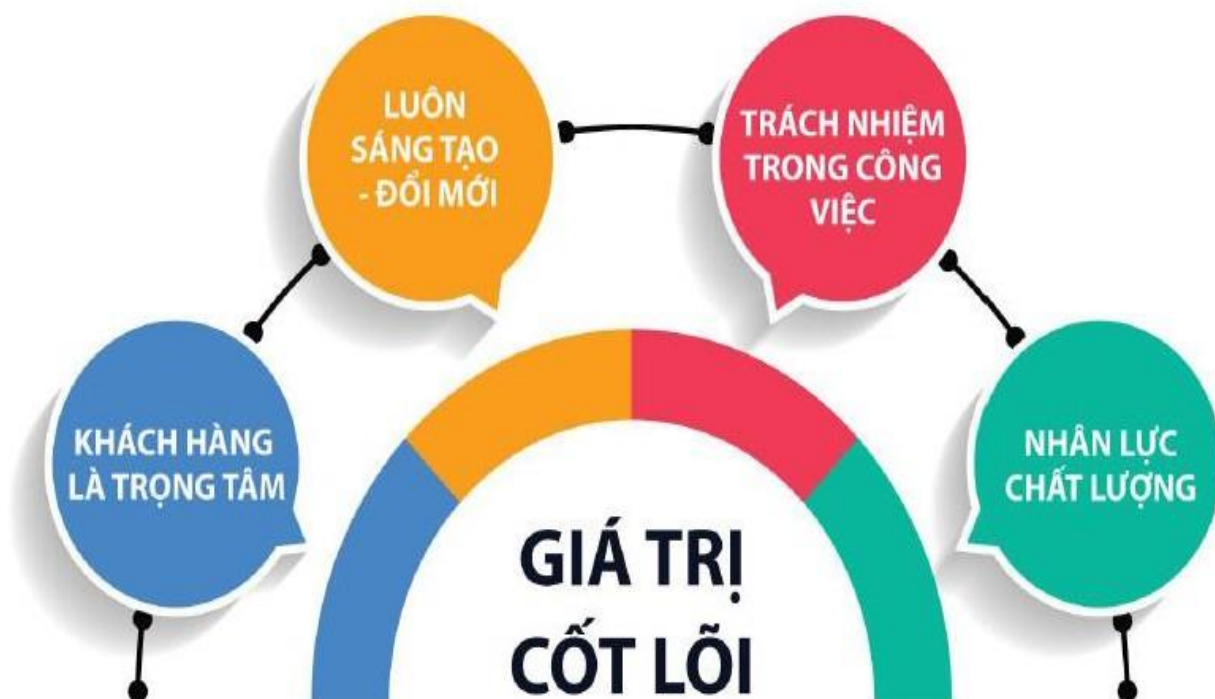 LUÔN
SÁNG TẠO
- ĐỔI MỚI
TRÁCH NHIỆM
TRONG CÔNG
VIỆC
KHÁCH HÀNG
LÀ TRỌNG TÂM
NHÂN LỰC
CHẤT LƯỢNG
GIÁ TRỊ
CỐT LÕI